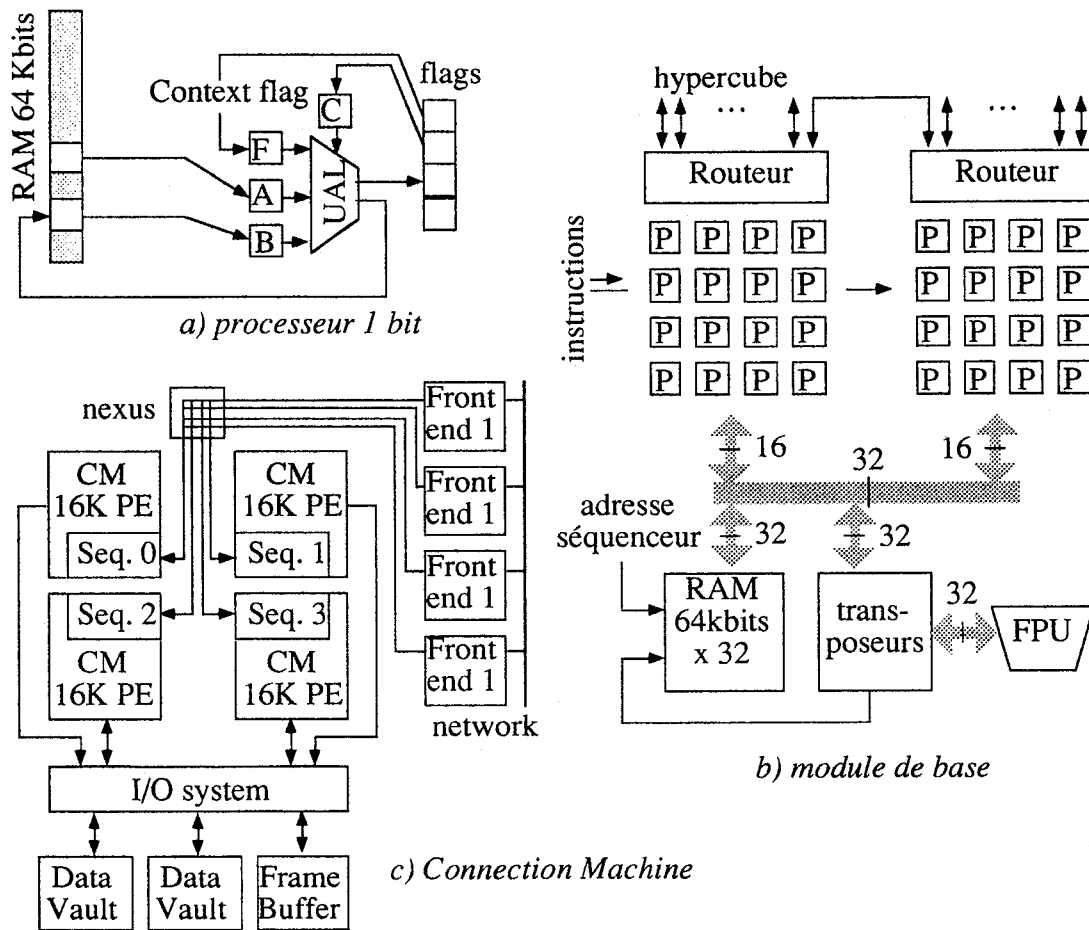 RAM 64 Kbits
Context flag
flags
C
F
A
B
UAL
a) processeur 1 bit
hypercube
... ...
Routeur Routeur
instructions
P P P P P P P P
P P P P P P P P
P P P P P P P P
P P P P P P P P
16 32 16
adresse
séquenceur
32 32
RAM
64kbits
x 32
trans-
poseurs
32
FPU
b) module de base
nexus
Front
end 1
Front
end 1
Front
end 1
Front
end 1
network
CM
16K PE
Seq. 0
CM
16K PE
Seq. 1
Seq. 2
CM
16K PE
Seq. 3
CM
16K PE
I/O system
Data
Vault
Data
Vault
Frame
Buffer
c) Connection Machine